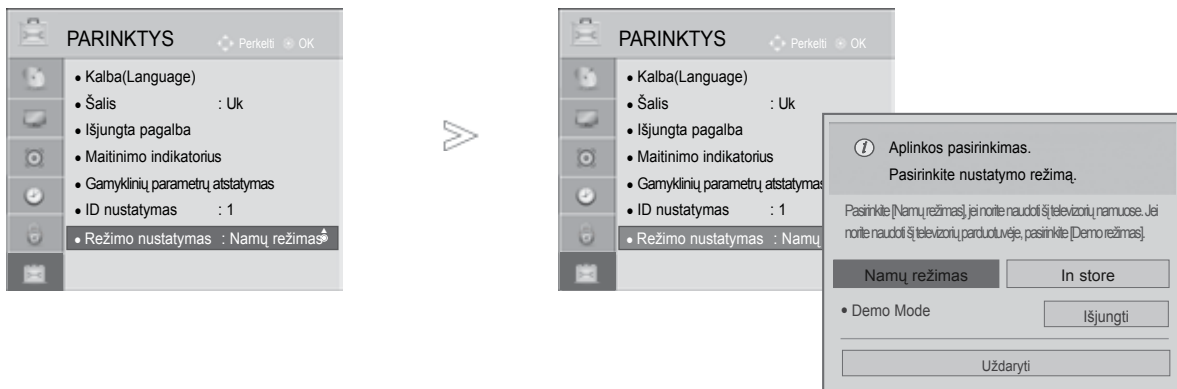 PARINKTYS Perkelti OK
• Kalba(Language)
• Šalis : Uk
• Išjungta pagalba
• Maitinimo indikatorius
• Gamyklinių parametrų atstatymas
• ID nustatymas : 1
• Režimo nustatymas : Namų režimas
PARINKTYS Perkelti OK
• Kalba(Language)
• Šalis : Uk
• Išjungta pagalba
• Maitinimo indikatorius
• Gamyklinių parametrų atstatymas
• ID nustatymas : 1
• Režimo nustatymas : Namų
Aplinkos pasirinkimas.
Pasirinkite nustatymo režimą.
Pasirinkite [Namų režimas], jei norite naudoti šį televizorių namuose. Jei
norite naudoti šį televizorių parduotuvėje, pasirinkite [Demo režimas].
Namų režimas In store
• Demo Mode Išjungti
Uždaryti